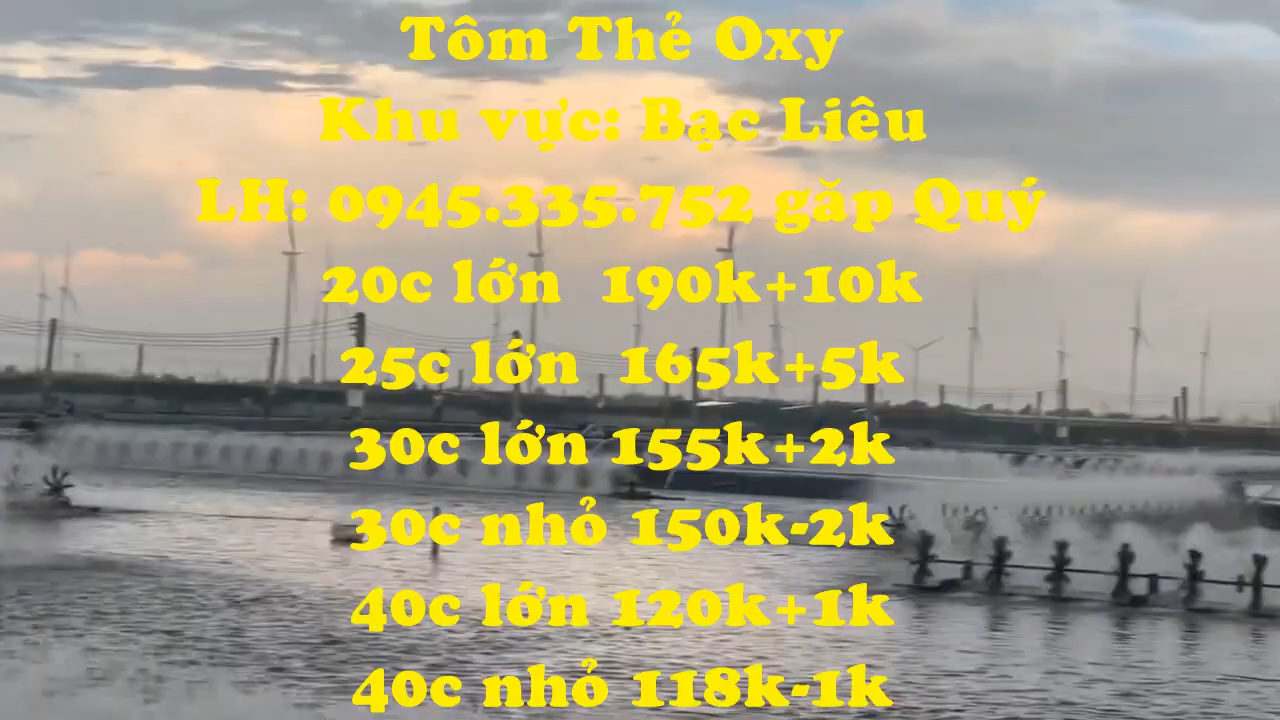 Tôm Thẻ Oxy
Khu vực: Bạc Liêu
LH: 0945.335.752 găp Quý
20c lớn 190k+10k
25c lớn 165k+5k
30c lớn 155k+2k
30c nhỏ 150k-2k
40c lớn 120k+1k
40c nhỏ 118k-1k